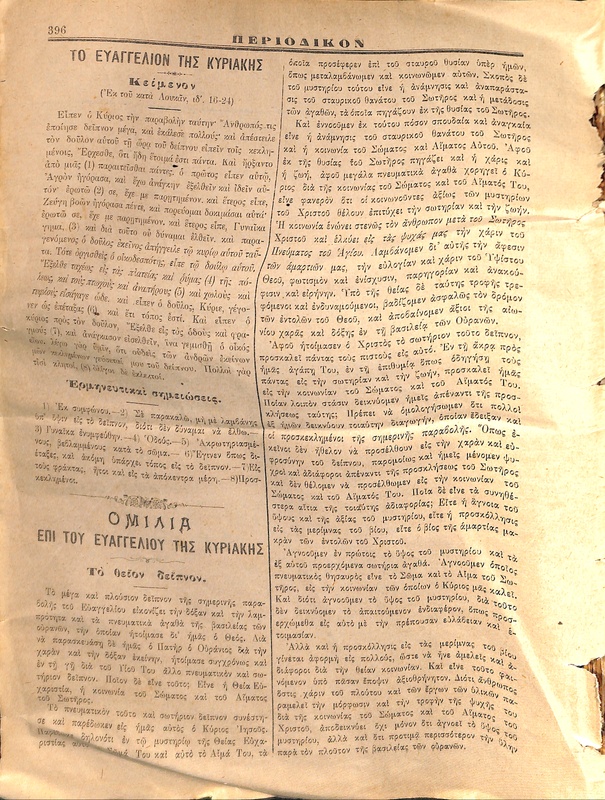 396
ΠΕΡΙΟΔΙΚΟΝ
ΤΟ ΕΥΑΓΓΕΛΙΟΝ ΤΗΣ ΚΥΡΙΑΚΗΣ
Κείμενον
(Ἐκ τοῦ κατὰ Λουκᾶν, ιδ'. 16-24)
Εἶπεν ὁ Κύριος τὴν παραβολὴν ταύτην· Ἄνθρωπός τις
ἐποίησε δεῖπνον μέγα, καὶ ἐκάλεσε πολλούς· καὶ ἀπέστειλε
τὸν δοῦλον αὐτοῦ τῇ ὥρᾳ τοῦ δείπνου εἰπεῖν τοῖς κεκλη-
μένοις, Ἔρχεσθε, ὅτι ἤδη ἕτοιμά ἐστι πάντα. Καὶ ἤρξαντο
ἀπὸ μιᾶς (1) παραιτεῖσθαι πάντες. ὁ πρῶτος εἶπεν αὐτῷ,
Ἀγρὸν ἠγόρασα, καὶ ἔχω ἀνάγκην ἐξελθεῖν καὶ ἰδεῖν αὐ-
τόν· ἐρωτῶ (2) σε, ἔχε με παρῃτημένον. καὶ ἕτερος εἶπε,
Ζεύγη βοῶν ἠγόρασα πέντε, καὶ πορεύομαι δοκιμάσαι αὐτά·
ἐρωτῶ σε, ἔχε με παρῃτημένον. καὶ ἕτερος εἶπε, Γυναῖκα
ἔγημα, (3) καὶ διὰ τοῦτο οὐ δύναμαι ἐλθεῖν. καὶ παρα-
γενόμενος ὁ δοῦλος ἐκεῖνος ἀπήγγειλε τῷ κυρίῳ αὐτοῦ ταῦ-
τα. Τότε ὀργισθεὶς ὁ οἰκοδεσπότης, εἶπε τῷ δούλῳ αὐτοῦ,
Ἔξελθε ταχέως εἰς τὰς πλατείας καὶ ῥύμας (4) τῆς πό-
λεως, καὶ τοὺς πτωχοὺς καὶ ἀναπήρους (5) καὶ χωλοὺς καὶ
τυφλοὺς εἰσάγαγε ὧδε. καὶ εἶπεν ὁ δοῦλος, Κύριε, γέγο-
νεν ὡς ἐπέταξας (6), καὶ ἔτι τόπος ἐστί. Καὶ εἶπεν ὁ
κύριος πρὸς τὸν δοῦλον, Ἔξελθε εἰς τὰς ὁδοὺς καὶ φρα-
γμοὺς (7), καὶ ἀνάγκασον εἰσελθεῖν, ἵνα γεμισθῇ ὁ οἶκός
μου. λέγω γὰρ ὑμῖν, ὅτι οὐδεὶς τῶν ἀνδρῶν ἐκείνων
τῶν κεκλημένων γεύσεταί μου τοῦ δείπνου. Πολλοὶ γάρ
εἰσι κλητοί, (8) ὀλίγοι δὲ ἐκλεκτοί.
Ἑρμηνευτικαὶ σημειώσεις.
1) Ἐκ συμφώνου.—2) Σὲ παρακαλῶ, μή με λαμβάνῃς
ὑπ' ὄψιν εἰς τὸ δεῖπνον, διότι δὲν δύναμαι νὰ ἔλθω.—
3) Γυναῖκα ἐνυμφεύθην.—4) Ὁδούς.—5) Ἀκρωτηριασμέ-
νους, βεβλαμμένους κατὰ τὸ σῶμα.—6) Ἔγινεν ὅπως δι-
έταξες, καὶ ἀκόμη ὑπάρχει τόπος εἰς τὸ δεῖπνον.—7) Εἰς
τοὺς φράκτας, ἤτοι καὶ εἰς τὰ ἀπόκεντρα μέρη.—8) Προσ-
κεκλημένοι.
ΟΜΙΛΙΑ
ΕΠΙ ΤΟΥ ΕΥΑΓΓΕΛΙΟΥ ΤΗΣ ΚΥΡΙΑΚΗΣ
Τὸ θεῖον δεῖπνον.
Τὸ μέγα καὶ πλούσιον δεῖπνον τῆς σημερινῆς παρα-
βολῆς τοῦ Εὐαγγελίου εἰκονίζει τὴν δόξαν καὶ τὴν λαμ-
πρότητα καὶ τὰ πνευματικὰ ἀγαθὰ τῆς βασιλείας τῶν
οὐρανῶν, τὴν ὁποίαν ἡτοίμασε δι' ἡμᾶς ὁ Θεός. Διὰ
νὰ παρασκευάσῃ δὲ ἡμᾶς ὁ Πατὴρ ὁ Οὐράνιος διὰ τὴν
χαρὰν καὶ τὴν δόξαν ἐκείνην, ἡτοίμασε συγχρόνως καὶ
ἐν τῇ γῇ διὰ τοῦ Υἱοῦ Του ἄλλο πνευματικὸν καὶ σω-
τήριον δεῖπνον. Ποῖον δὲ εἶνε τοῦτο; Εἶνε ἡ Θεία Εὐ-
χαριστία, ἡ κοινωνία τοῦ Σώματος καὶ τοῦ Αἵματος
τοῦ Σωτῆρος.
Τὸ πνευματικὸν τοῦτο καὶ σωτήριον δεῖπνον συνέστη-
σε καὶ παρέδωκεν εἰς ἡμᾶς αὐτὸς ὁ Κύριος Ἰησοῦς.
δηλονότι ἐν τῷ μυστηρίῳ τῆς Θείας Εὐχα-
ριστίας αὐτὸ Σῶμά Του καὶ αὐτὸ τὸ Αἷμά Του, τὰ
ὁποῖα προσέφερεν ἐπὶ τοῦ σταυροῦ θυσίαν ὑπὲρ ἡμῶν,
ὅπως μεταλαμβάνωμεν καὶ κοινωνῶμεν αὐτῶν. Σκοπὸς δὲ
τοῦ μυστηρίου τούτου εἶνε ἡ ἀνάμνησις καὶ ἀναπαράστα-
σις τοῦ σταυρικοῦ θανάτου τοῦ Σωτῆρος καὶ ἡ μετάδοσις
τῶν ἀγαθῶν, τὰ ὁποῖα πηγάζουν ἐκ τῆς θυσίας τοῦ Σωτῆρος.
Καὶ ἐννοοῦμεν ἐκ τούτου πόσον σπουδαία καὶ ἀναγκαία
εἶνε ἡ ἀνάμνησις τοῦ σταυρικοῦ θανάτου τοῦ Σωτῆρος
καὶ ἡ κοινωνία τοῦ Σώματος καὶ τοῦ Αἵματος Αὐτοῦ. Ἀφοῦ
ἐκ τῆς θυσίας τοῦ Σωτῆρος πηγάζει καὶ ἡ χάρις καὶ
ἡ ζωή, ἀφοῦ μεγάλα πνευματικὰ ἀγαθὰ χορηγεῖ ὁ Κύ-
ριος διὰ τῆς κοινωνίας τοῦ Σώματος καὶ τοῦ Αἵματός Του,
εἶνε φανερὸν ὅτι οἱ κοινωνοῦντες ἀξίως τῶν μυστηρίων
τοῦ Χριστοῦ θέλουν ἐπιτύχει τὴν σωτηρίαν καὶ τὴν ζωήν.
Ἡ κοινωνία ἑνώνει στενῶς τὸν ἄνθρωπον μετὰ τοῦ Σωτῆρος
Χριστοῦ καὶ ἑλκύει εἰς τὰς ψυχάς μας τὴν χάριν τοῦ
Πνεύματος τοῦ Ἁγίου. Λαμβάνομεν δι' αὐτῆς τὴν ἄφεσιν
τῶν ἁμαρτιῶν μας, τὴν εὐλογίαν καὶ χάριν τοῦ Ὑψίστου
Θεοῦ, φωτισμὸν καὶ ἐνίσχυσιν, παρηγορίαν καὶ ἀνακού-
φισιν καὶ εἰρήνην. Ὑπὸ τῆς θείας δὲ ταύτης τροφῆς τρε-
φόμενοι καὶ ἐνδυναμούμενοι, βαδίζομεν ἀσφαλῶς τὸν δρόμον
τῶν ἐντολῶν τοῦ Θεοῦ, καὶ ἀποβαίνομεν ἄξιοι τῆς αἰω-
νίου χαρᾶς καὶ δόξης ἐν τῇ βασιλείᾳ τῶν Οὐρανῶν.
Ἀφοῦ ἡτοίμασεν ὁ Χριστὸς τὸ σωτήριον τοῦτο δεῖπνον,
προσκαλεῖ πάντας τοὺς πιστοὺς εἰς αὐτό. Ἐν τῇ ἄκρᾳ πρὸς
ἡμᾶς ἀγάπῃ Του, ἐν τῇ ἐπιθυμίᾳ ὅπως ὁδηγήσῃ τοὺς
πάντας εἰς τὴν σωτηρίαν καὶ τὴν ζωήν, προσκαλεῖ ἡμᾶς
εἰς τὴν κοινωνίαν τοῦ Σώματος καὶ τοῦ Αἵματός Του.
Ποίαν λοιπὸν στάσιν δεικνύομεν ἡμεῖς ἀπέναντι τῆς προσ-
κλήσεως ταύτης; Πρέπει νὰ ὁμολογήσωμεν ὅτι πολλοὶ
ἐξ ἡμῶν δεικνύουν τοιαύτην διαγωγήν, ὁποίαν ἔδειξαν καὶ
οἱ προσκεκλημένοι τῆς σημερινῆς παραβολῆς. Ὅπως ἐ-
κεῖνοι δὲν ἤθελον νὰ προσέλθουν εἰς τὴν χαρὰν καὶ εὐ-
φροσύνην τοῦ δείπνου, παρομοίως καὶ ἡμεῖς μένομεν ψυ-
χροὶ καὶ ἀδιάφοροι ἀπέναντι τῆς προσκλήσεως τοῦ Σωτῆρος
καὶ δὲν θέλομεν νὰ προσέλθωμεν εἰς τὴν κοινωνίαν τοῦ
Σώματος καὶ τοῦ Αἵματός Του. Ποῖα δὲ εἶνε τὰ συνηθέ-
στερα αἴτια τῆς τοιαύτης ἀδιαφορίας; Εἴτε ἡ ἄγνοια τοῦ
ὕψους καὶ τῆς ἀξίας τοῦ μυστηρίου, εἴτε ἡ προσκόλλησις
εἰς τὰς μερίμνας τοῦ βίου, εἴτε ὁ βίος τῆς ἁμαρτίας μα-
κρὰν τῶν ἐντολῶν τοῦ Χριστοῦ.
Ἀγνοοῦμεν ἐν πρώτοις τὸ ὕψος τοῦ μυστηρίου καὶ τὰ
ἐξ αὐτοῦ προερχόμενα σωτήρια ἀγαθά. Ἀγνοοῦμεν ὁποῖος
πνευματικὸς θησαυρὸς εἶνε τὸ Σῶμα καὶ τὸ Αἷμα τοῦ Σω-
τῆρος, εἰς τὴν κοινωνίαν τῶν ὁποίων ὁ Κύριος μᾶς καλεῖ.
Καὶ διότι ἀγνοοῦμεν τὸ ὕψος τοῦ μυστηρίου, διὰ τοῦτο
δὲν δεικνύομεν τὸ ἀπαιτούμενον ἐνδιαφέρον, ὅπως προσ-
ερχώμεθα εἰς αὐτὸ μὲ τὴν πρέπουσαν εὐλάβειαν καὶ ἑ-
τοιμασίαν.
Ἀλλὰ καὶ ἡ προσκόλλησις εἰς τὰς μερίμνας τοῦ βίου
γίνεται ἀφορμὴ εἰς πολλούς, ὥστε νὰ ἦνε ἀμελεῖς καὶ ἀ-
διάφοροι διὰ τὴν θείαν κοινωνίαν. Καὶ εἶνε τοῦτο φαι-
νόμενον ὑπὸ πᾶσαν ἔποψιν ἀξιοθρήνητον. Διότι ἄνθρωπος
ὅστις χάριν τοῦ πλούτου καὶ τῶν ἔργων τῶν ὑλικῶν πα-
ραμελεῖ τὴν μόρφωσιν καὶ τὴν τροφὴν τῆς ψυχῆς του
διὰ τῆς κοινωνίας τοῦ Σώματος καὶ τοῦ Αἵματος τοῦ
Χριστοῦ, ἀποδεικνύει ὄχι μόνον ὅτι ἀγνοεῖ τὸ ὕψος τοῦ
μυστηρίου, ἀλλὰ καὶ ὅτι προτιμᾷ περισσότερον τὴν ὕλην
παρὰ τὸν πλοῦτον τῆς βασιλείας τῶν οὐρανῶν.